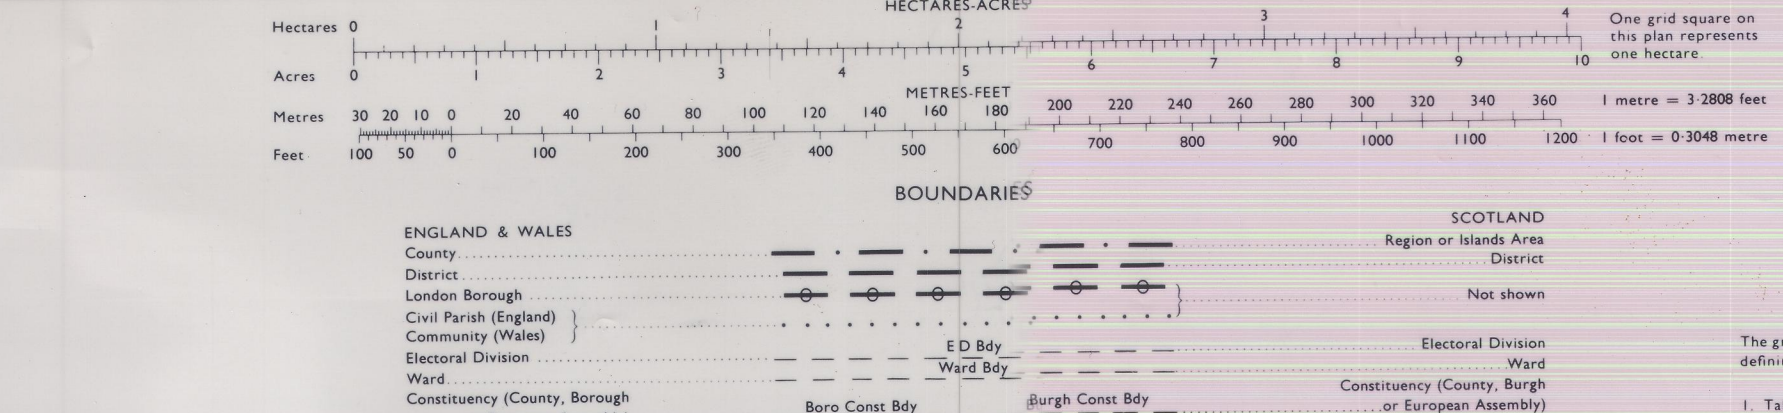 HECTARES-ACRES
Hectares 0 1 2 3 4
Acres 0 1 2 3 4 5 6 7 8 9 10
One grid square on
this plan represents
one hectare.
METRES-FEET
Metres 30 20 10 0 20 40 60 80 100 120 140 160 180 200 220 240 260 280 300 320 340 360
1 metre = 3·2808 feet
Feet 100 50 0 100 200 300 400 500 600 700 800 900 1000 1100 1200
1 foot = 0·3048 metre
BOUNDARIES
ENGLAND & WALES SCOTLAND
County Region or Islands Area
District District
London Borough Not shown
Civil Parish (England)
Community (Wales)
Electoral Division E D Bdy Electoral Division
Ward Ward Bdy Ward
Constituency (County, Borough Boro Const Bdy Burgh Const Bdy Constituency (County, Burgh
or European Assembly)
The
1.